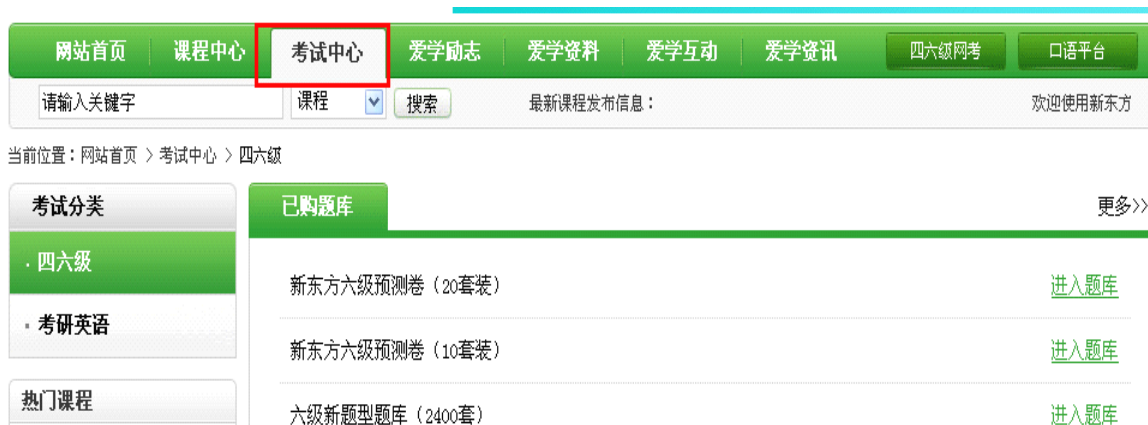 网站首页 课程中心 考试中心 爱学励志 爱学资料 爱学互动 爱学资讯 四六级网考 口语平台
请输入关键字 课程 搜索 最新课程发布信息： 欢迎使用新东方
当前位置：网站首页 > 考试中心 > 四六级
考试分类 已购题库 更多>>
· 四六级
新东方六级预测卷（20套装） 进入题库
· 考研英语
新东方六级预测卷（10套装） 进入题库
热门课程
六级新题型题库（2400套） 进入题库